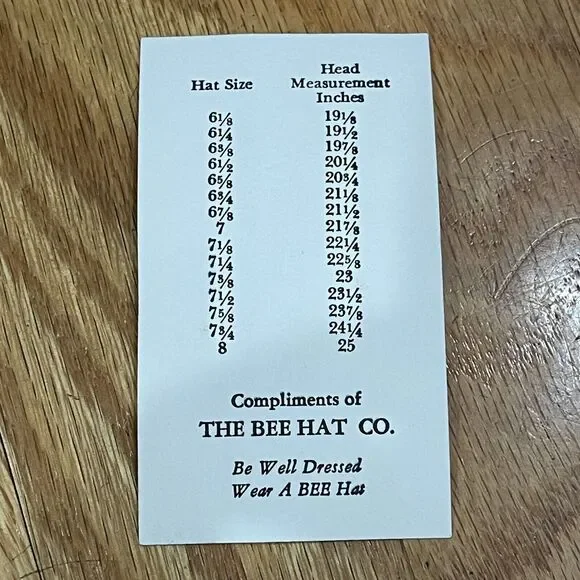 Head
Hat Size Measurement
Inches
6⅛ 19⅛
6¼ 19½
6⅜ 19⅞
6½ 20¼
6⅝ 20¾
6¾ 21⅛
6⅞ 21½
7 21⅞
7⅛ 22¼
7¼ 22⅝
7⅜ 23
7½ 23½
7⅝ 23⅞
7¾ 24¼
8 25
Compliments of
THE BEE HAT CO.
Be Well Dressed
Wear A BEE Hat